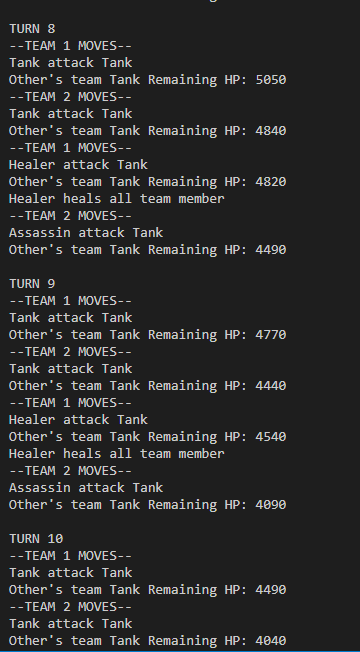 TURN 8
--TEAM 1 MOVES--
Tank attack Tank
Other's team Tank Remaining HP: 5050
--TEAM 2 MOVES--
Tank attack Tank
Other's team Tank Remaining HP: 4840
--TEAM 1 MOVES--
Healer attack Tank
Other's team Tank Remaining HP: 4820
Healer heals all team member
--TEAM 2 MOVES--
Assassin attack Tank
Other's team Tank Remaining HP: 4490
TURN 9
--TEAM 1 MOVES--
Tank attack Tank
Other's team Tank Remaining HP: 4770
--TEAM 2 MOVES--
Tank attack Tank
Other's team Tank Remaining HP: 4440
--TEAM 1 MOVES--
Healer attack Tank
Other's team Tank Remaining HP: 4540
Healer heals all team member
--TEAM 2 MOVES--
Assassin attack Tank
Other's team Tank Remaining HP: 4090
TURN 10
--TEAM 1 MOVES--
Tank attack Tank
Other's team Tank Remaining HP: 4490
--TEAM 2 MOVES--
Tank attack Tank
Other's team Tank Remaining HP: 4040